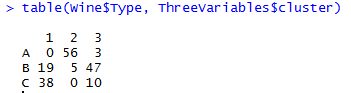 > table(Wine$Type, ThreeVariables$cluster)
1 2 3
A 0 56 3
B 19 5 47
C 38 0 10